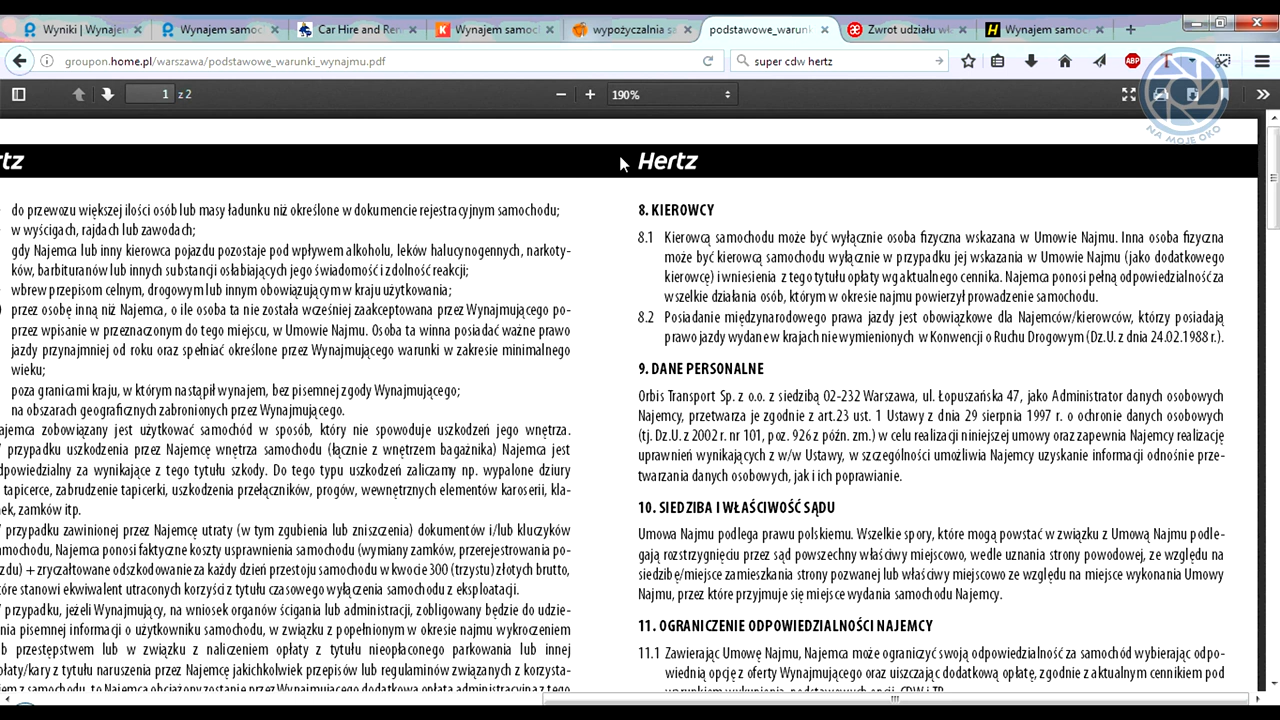 Wyniki | Wynajem
Wynajem samoc
Car Hire and Ren
Wynajem samoc
wypożyczalnia sa
podstawowe_warunk
Zwrot udziału wł
Wynajem samoc
groupon.home.pl/warszawa/podstawowe_warunki_wynajmu.pdf
super cdw hertz
ABP
1 z 2
190%
NA MOJE OKO
rtz
Hertz
do przewozu większej ilości osób lub masy ładunku niż określone w dokumencie rejestracyjnym samochodu;
w wyścigach, rajdach lub zawodach;
gdy Najemca lub inny kierowca pojazdu pozostaje pod wpływem alkoholu, leków halucynogennych, narkoty-
ków, barbituranów lub innych substancji osłabiających jego świadomość i zdolność reakcji;
wbrew przepisom celnym, drogowym lub innym obowiązującym w kraju użytkowania;
przez osobę inną niż Najemca, o ile osoba ta nie została wcześniej zaakceptowana przez Wynajmującego po-
przez wpisanie w przeznaczonym do tego miejscu, w Umowie Najmu. Osoba ta winna posiadać ważne prawo
jazdy przynajmniej od roku oraz spełniać określone przez Wynajmującego warunki w zakresie minimalnego
wieku;
poza granicami kraju, w którym nastąpił wynajem, bez pisemnej zgody Wynajmującego;
na obszarach geograficznych zabronionych przez Wynajmującego.
ajemca zobowiązany jest użytkować samochód w sposób, który nie spowoduje uszkodzeń jego wnętrza.
przypadku uszkodzenia przez Najemcę wnętrza samochodu (łącznie z wnętrzem bagażnika) Najemca jest
dpowiedzialny za wynikające z tego tytułu szkody. Do tego typu uszkodzeń zaliczamy np. wypalone dziury
tapicerce, zabrudzenie tapicerki, uszkodzenia przełączników, progów, wewnętrznych elementów karoserii, kla-
nek, zamków itp.
przypadku zawinionej przez Najemcę utraty (w tym zgubienia lub zniszczenia) dokumentów i/lub kluczyków
amochodu, Najemca ponosi faktyczne koszty usprawnienia samochodu (wymiany zamków, przerejestrowania po-
zdu) + zryczałtowane odszkodowanie za każdy dzień przestoju samochodu w kwocie 300 (trzystu) złotych brutto,
tóre stanowi ekwiwalent utraconych korzyści z tytułu czasowego wyłączenia samochodu z eksploatacji.
przypadku, jeżeli Wynajmujący, na wniosek organów ścigania lub administracji, zobligowany będzie do udzie-
nia pisemnej informacji o użytkowniku samochodu, w związku z popełnionym w okresie najmu wykroczeniem
b przestępstwem lub w związku z naliczeniem opłaty z tytułu nieopłaconego parkowania lub innej
płaty/kary z tytułu naruszenia przez Najemcę jakichkolwiek przepisów lub regulaminów związanych z korzysta-
iem z samochodu, to Najemca obciążony zostanie przez Wynajmującego dodatkową opłatą administracyjną z tego
8. KIEROWCY
8.1 Kierowcą samochodu może być wyłącznie osoba fizyczna wskazana w Umowie Najmu. Inna osoba fizyczna
może być kierowcą samochodu wyłącznie w przypadku jej wskazania w Umowie Najmu (jako dodatkowego
kierowcę) i wniesienia z tego tytułu opłaty wg aktualnego cennika. Najemca ponosi pełną odpowiedzialność za
wszelkie działania osób, którym w okresie najmu powierzył prowadzenie samochodu.
8.2 Posiadanie międzynarodowego prawa jazdy jest obowiązkowe dla Najemców/kierowców, którzy posiadają
prawo jazdy wydane w krajach nie wymienionych w Konwencji o Ruchu Drogowym (Dz.U. z dnia 24.02.1988 r.).
9. DANE PERSONALNE
Orbis Transport Sp. z o.o. z siedzibą 02-232 Warszawa, ul. Łopuszańska 47, jako Administrator danych osobowych
Najemcy, przetwarza je zgodnie z art.23 ust. 1 Ustawy z dnia 29 sierpnia 1997 r. o ochronie danych osobowych
(tj. Dz.U. z 2002 r. nr 101, poz. 926 z późn. zm.) w celu realizacji niniejszej umowy oraz zapewnia Najemcy realizację
uprawnień wynikających z w/w Ustawy, w szczególności umożliwia Najemcy uzyskanie informacji odnośnie prze-
twarzania danych osobowych, jak i ich poprawianie.
10. SIEDZIBA I WŁAŚCIWOŚĆ SĄDU
Umowa Najmu podlega prawu polskiemu. Wszelkie spory, które mogą powstać w związku z Umową Najmu podle-
gają rozstrzygnięciu przez sąd powszechny właściwy miejscowo, wedle uznania strony powodowej, ze względu na
siedzibę/miejsce zamieszkania strony pozwanej lub właściwy miejscowo ze względu na miejsce wykonania Umowy
Najmu, przez które przyjmuje się miejsce wydania samochodu Najemcy.
11. OGRANICZENIE ODPOWIEDZIALNOŚCI NAJEMCY
11.1 Zawierając Umowę Najmu, Najemca może ograniczyć swoją odpowiedzialność za samochód wybierając odpo-
wiednią opcję z oferty Wynajmującego oraz uiszczając dodatkową opłatę, zgodnie z aktualnym cennikiem pod
warunkiem wykupienia podstawowych opcji CDW i TP.